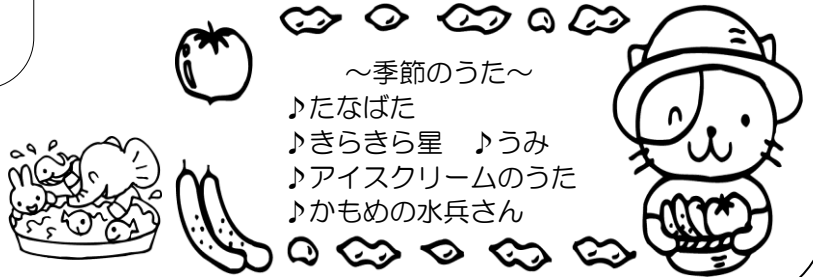 ～季節のうた～
♪たなばた
♪きらきら星　♪うみ
♪アイスクリームのうた
♪かもめの水兵さん